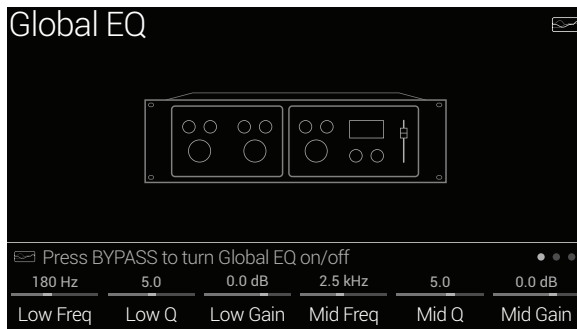 Global EQ
Press BYPASS to turn Global EQ on/off
180 Hz 5.0 0.0 dB 2.5 kHz 5.0 0.0 dB
Low Freq Low Q Low Gain Mid Freq Mid Q Mid Gain